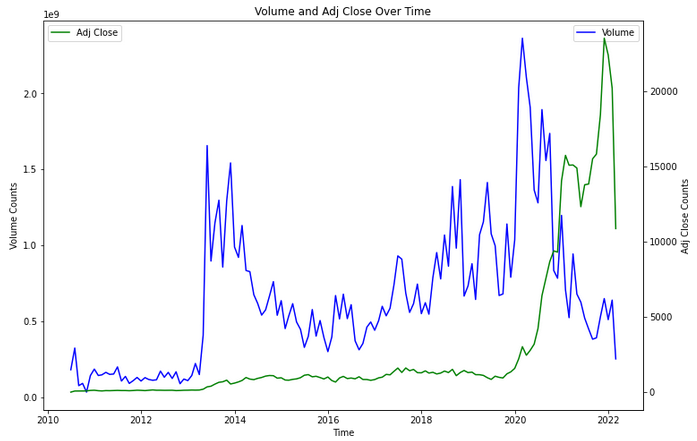 Volume and Adj Close Over Time
1e9
Adj Close
Volume
2.0
1.5
1.0
0.5
0.0
Volume Counts
20000
15000
10000
5000
0
Adj Close Counts
2010 2012 2014 2016 2018 2020 2022
Time